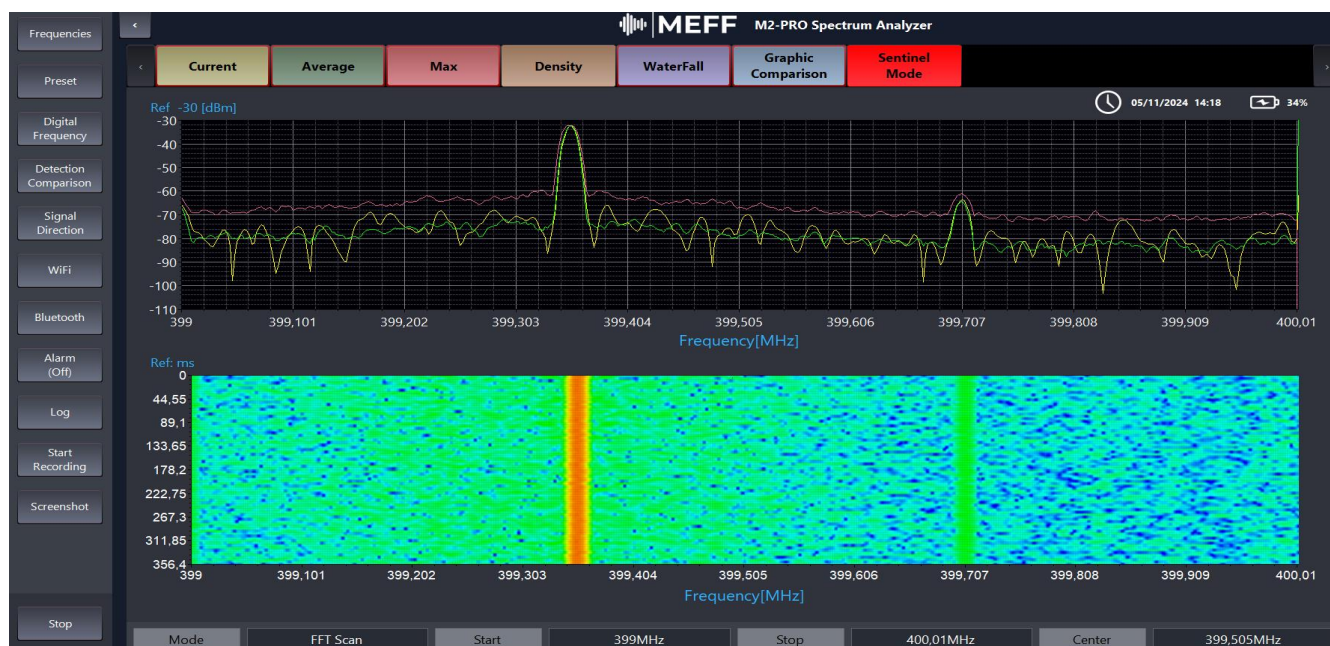 Frequencies
Preset
Digital
Frequency
Detection
Comparison
Signal
Direction
WiFi
Bluetooth
Alarm
(Off)
Log
Start
Recording
Screenshot
Stop
MEFF M2-PRO Spectrum Analyzer
Current Average Max Density WaterFall Graphic Comparison Sentinel Mode
05/11/2024 14:18 34%
Ref -30 [dBm]
-30
-40
-50
-60
-70
-80
-90
-100
-110
399 399,101 399,202 399,303 399,404 399,505 399,606 399,707 399,808 399,909 400,01
Frequency[MHz]
Ref: ms
0
44,55
89,1
133,65
178,2
222,75
267,3
311,85
356,4
399 399,101 399,202 399,303 399,404 399,505 399,606 399,707 399,808 399,909 400,01
Frequency[MHz]
Mode FFT Scan Start 399MHz Stop 400,01MHz Center 399,505MHz